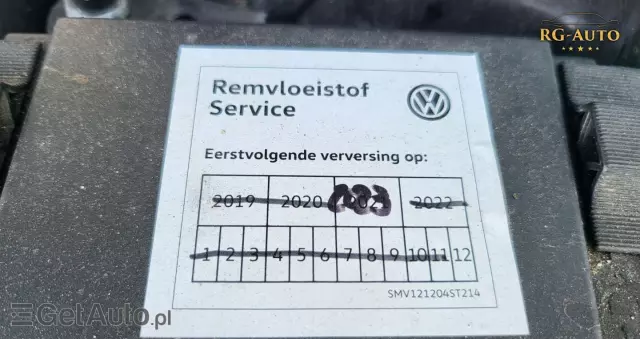 RG-AUTO
Remvloeistof
Service
Eerstvolgende verversing op:
2019 2020 2021 2022
1 2 3 4 5 6 7 8 9 10 11 12
SMV121204ST214
GetAuto.pl